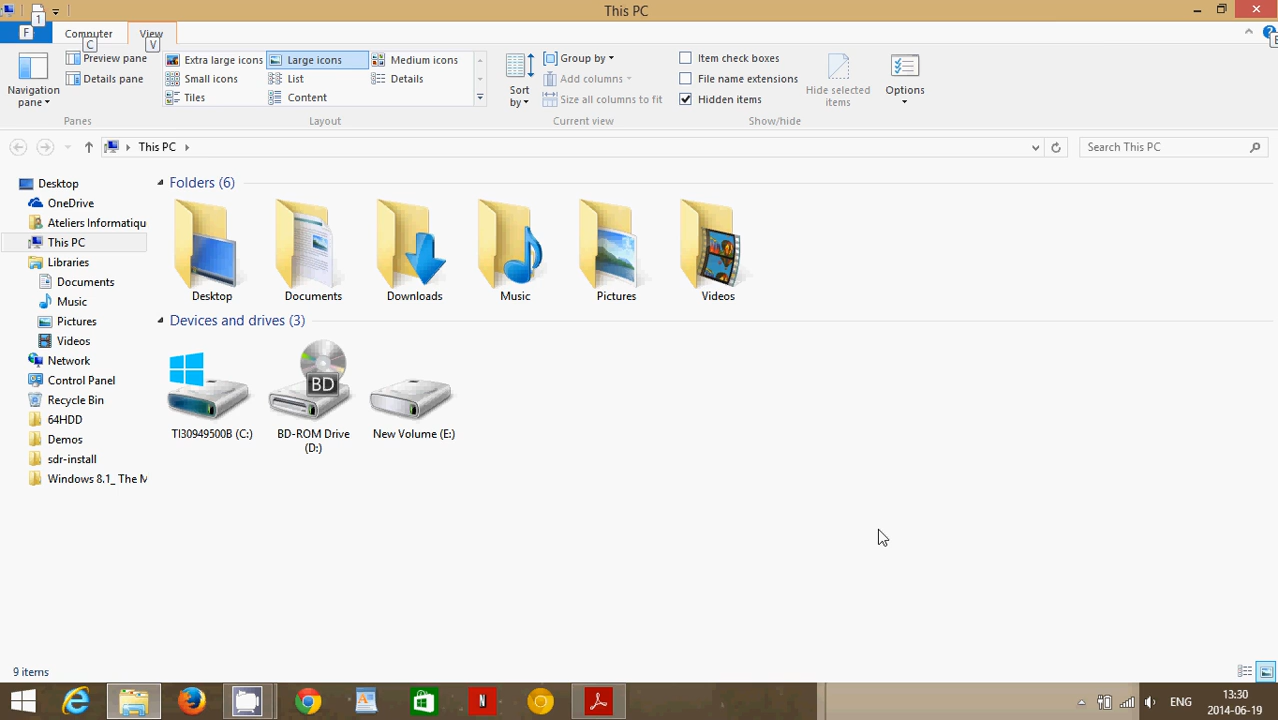 This PC
1
F
Computer
View
C
V
E
Navigation pane
Preview pane
Details pane
Panes
Extra large icons
Large icons
Medium icons
Small icons
List
Details
Tiles
Content
Layout
Sort by
Group by
Add columns
Size all columns to fit
Current view
Item check boxes
File name extensions
Hidden items
Hide selected items
Show/hide
Options
This PC
Search This PC
Desktop
OneDrive
Ateliers Informatiqu
This PC
Libraries
Documents
Music
Pictures
Videos
Network
Control Panel
Recycle Bin
64HDD
Demos
sdr-install
Windows 8.1_ The M
Folders (6)
Desktop
Documents
Downloads
Music
Pictures
Videos
Devices and drives (3)
BD
TI30949500B (C:)
BD-ROM Drive
(D:)
New Volume (E:)
9 items
N
ENG
13:30
2014-06-19